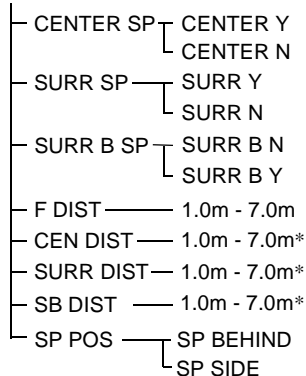 CENTER SP CENTER Y
CENTER N
SURR SP SURR Y
SURR N
SURR B SP SURR B N
SURR B Y
F DIST 1.0m - 7.0m
CEN DIST 1.0m - 7.0m*
SURR DIST 1.0m - 7.0m*
SB DIST 1.0m - 7.0m*
SP POS SP BEHIND
SP SIDE